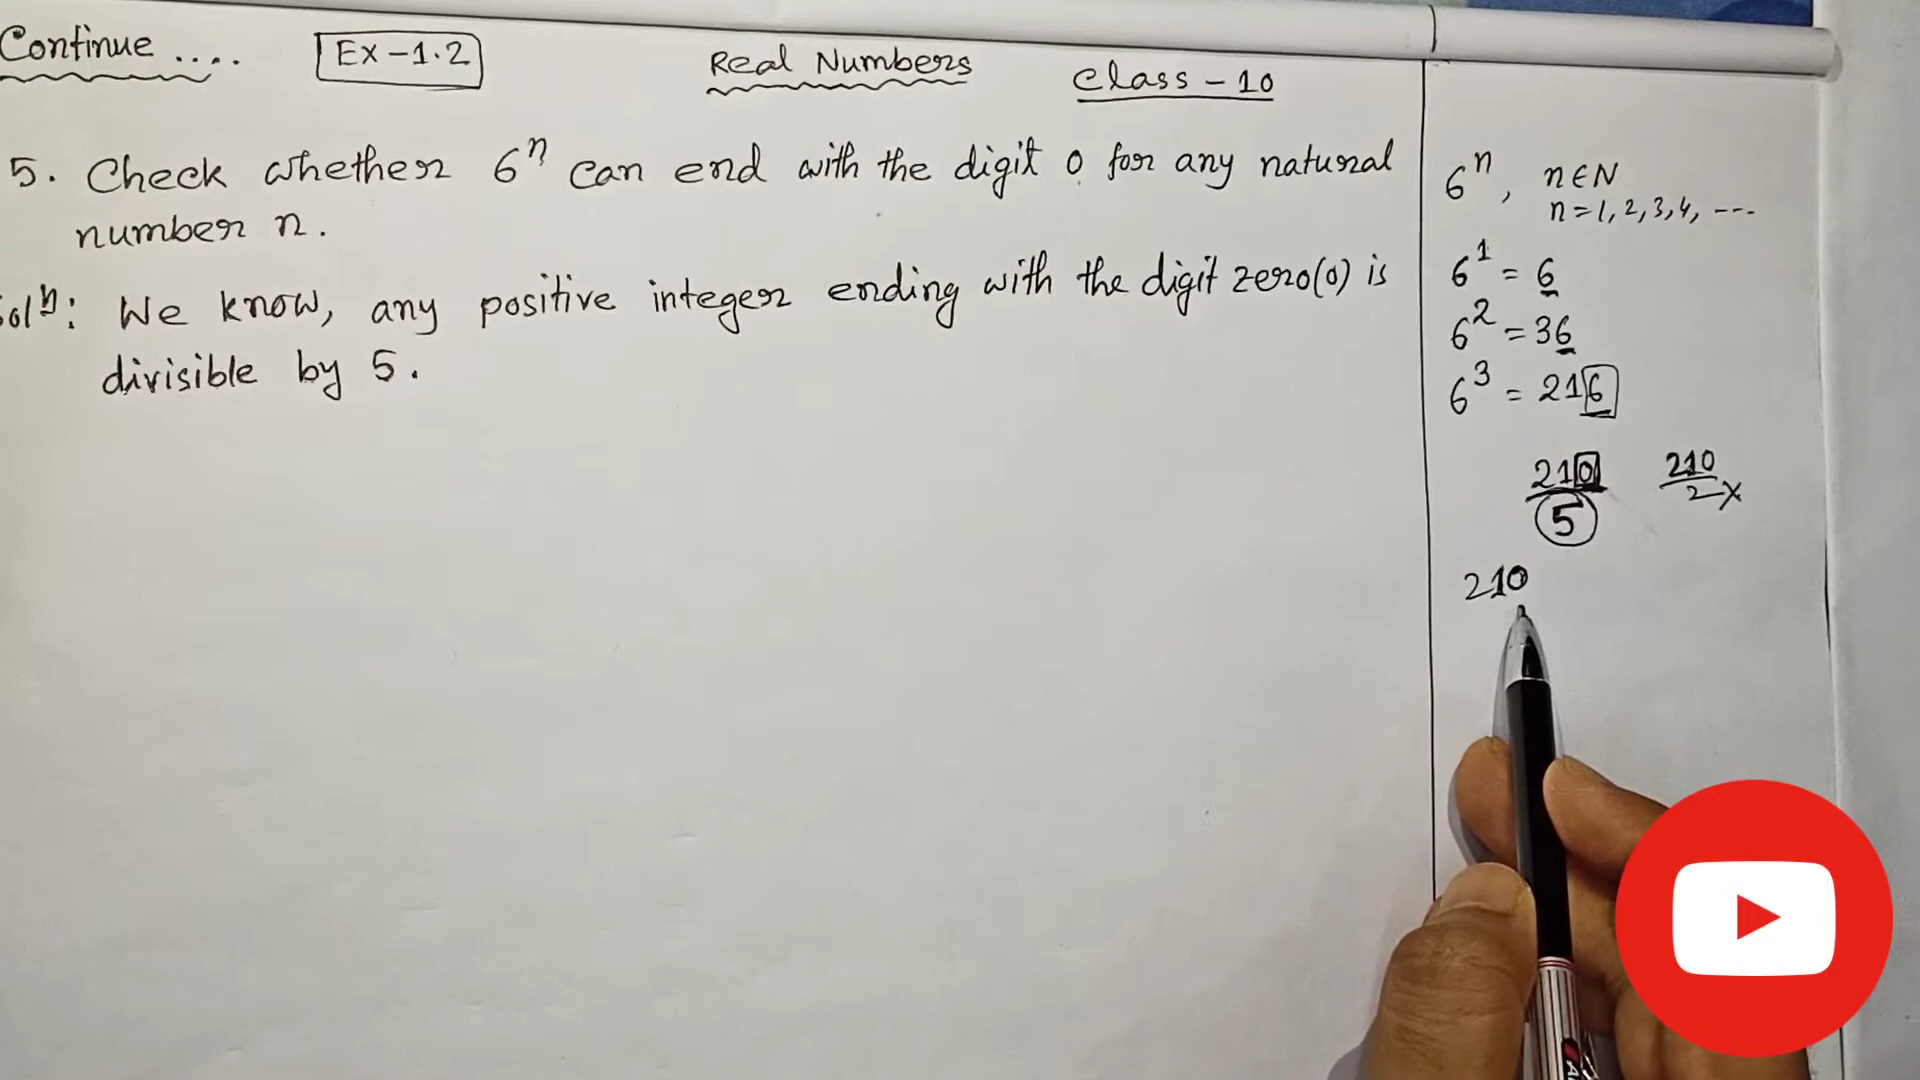 Continue ....
Ex-1.2
Real Numbers
Class - 10
5. Check whether 6ⁿ can end with the digit 0 for any natural
number n.
Solⁿ: We know, any positive integer ending with the digit zero(0) is
divisible by 5.
6ⁿ, n∈N
n=1,2,3,4, ---
6¹ = 6
6² = 36
6³ = 216
210/5 210/2 ×
210